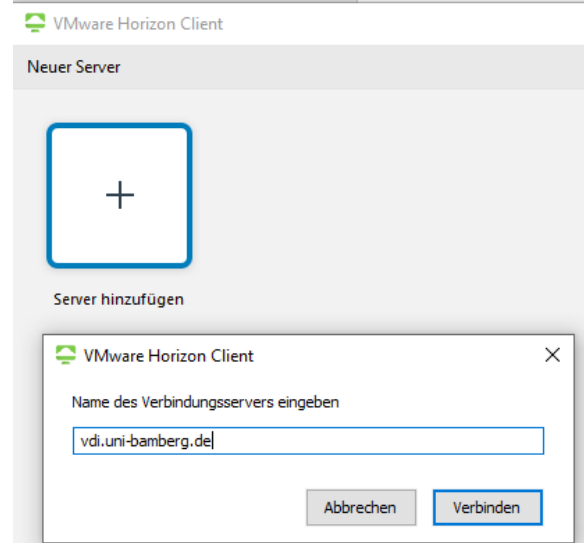 VMware Horizon Client
Neuer Server
Server hinzufügen
VMware Horizon Client
Name des Verbindungsservers eingeben
vdi.uni-bamberg.de
Abbrechen Verbinden